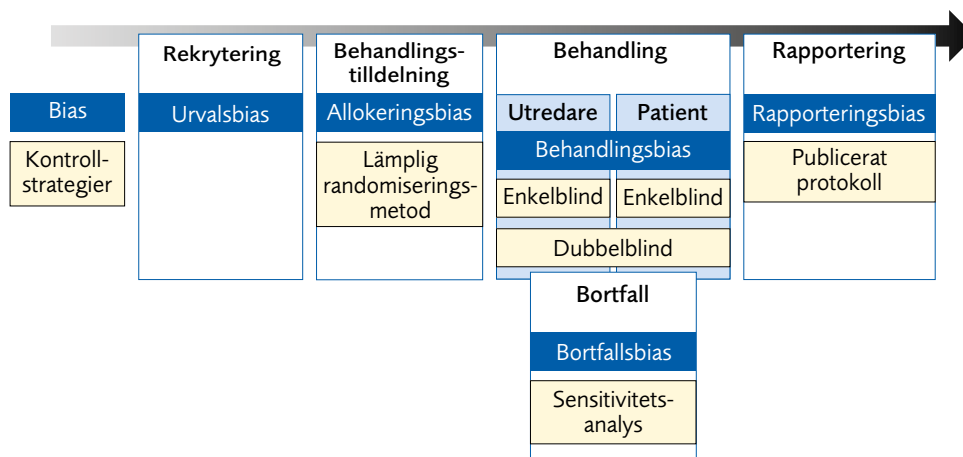 Rekrytering
Behandlings-
tilldelning
Behandling
Rapportering
Bias
Urvalsbias
Allokeringsbias
Utredare
Patient
Behandlingsbias
Rapporteringsbias
Kontroll-
strategier
Lämplig
randomiserings-
metod
Enkelblind
Enkelblind
Dubbelblind
Publicerat
protokoll
Bortfall
Bortfallsbias
Sensitivitets-
analys